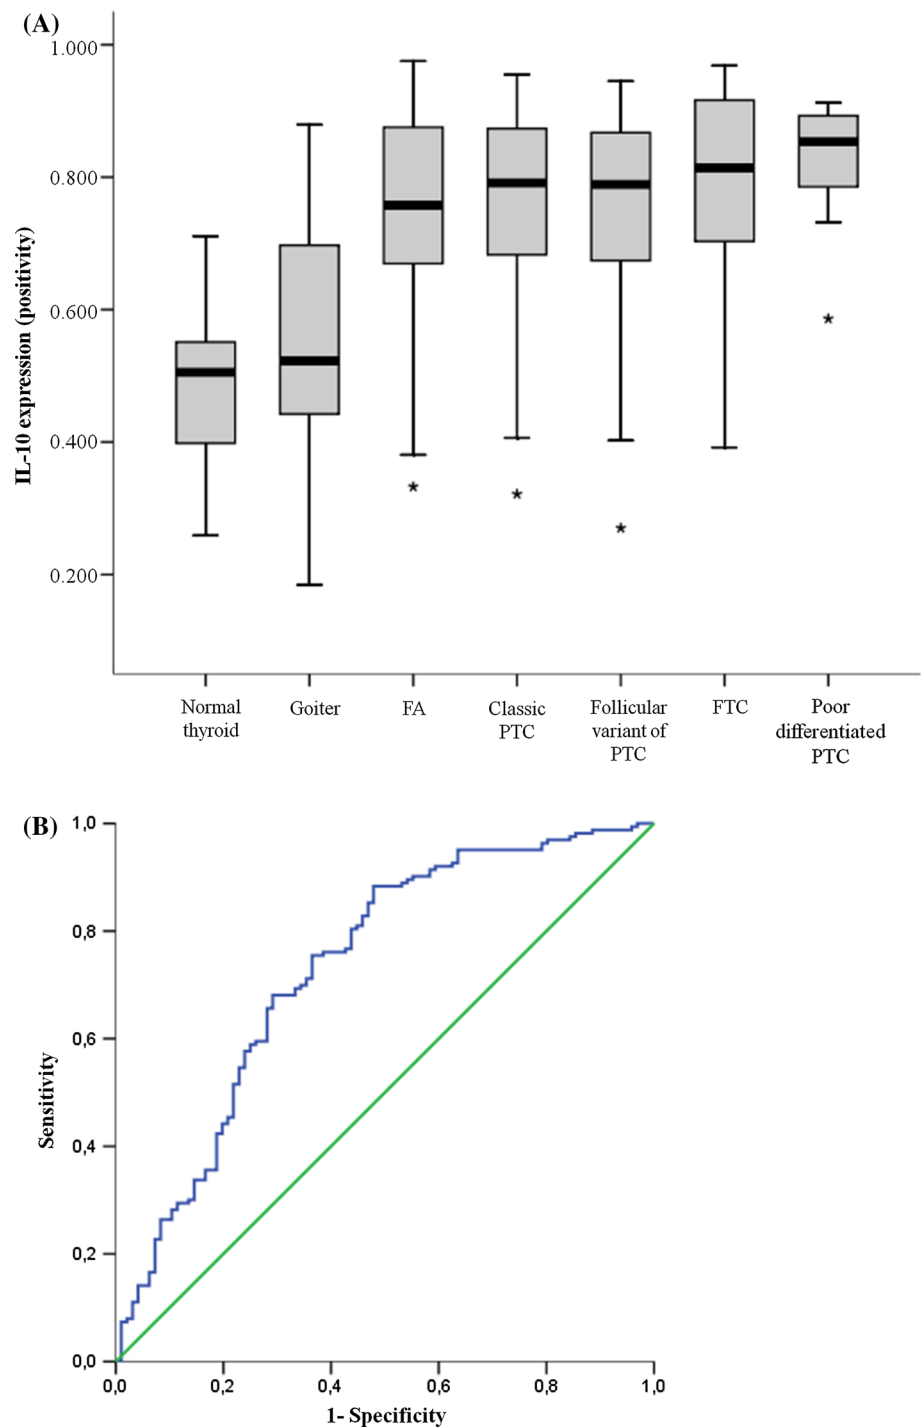 (A)
1.000
0.800
0.600
0.400
0.200
IL-10 expression (positivity)
Normal
thyroid
Goiter
FA
Classic
PTC
Follicular
variant of
PTC
FTC
Poor
differentiated
PTC
(B)
1,0
0,8
0,6
0,4
0,2
0,0
Sensitivity
0,0
0,2
0,4
0,6
0,8
1,0
1- Specificity